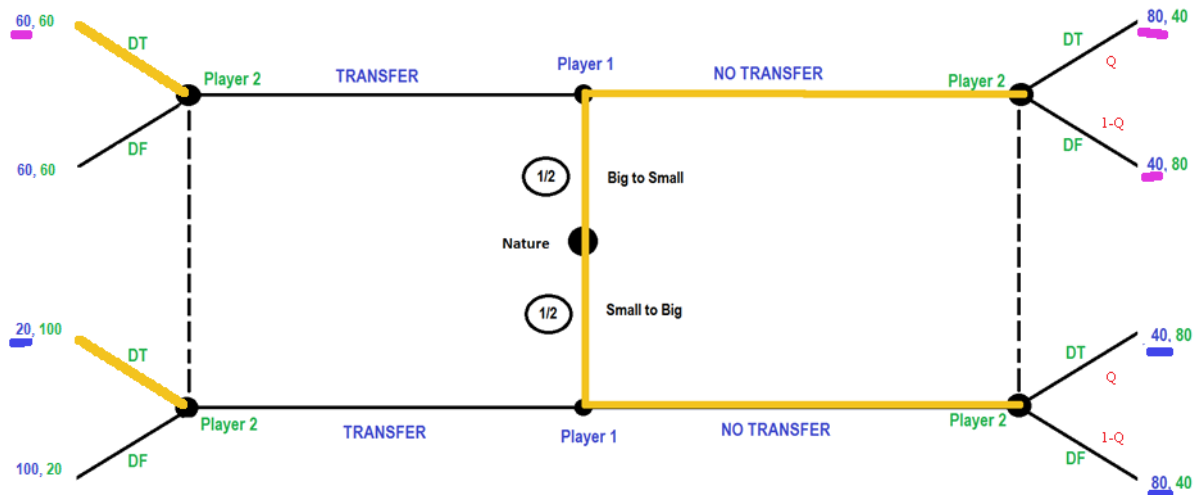 60, 60
DT
Player 2
TRANSFER
Player 1
NO TRANSFER
Player 2
DT
80, 40
Q
1-Q
DF
60, 60
DF
40, 80
1/2
Big to Small
Nature
1/2
Small to Big
20, 100
DT
Player 2
TRANSFER
Player 1
NO TRANSFER
Player 2
DT
40, 80
Q
1-Q
DF
100, 20
DF
80, 40